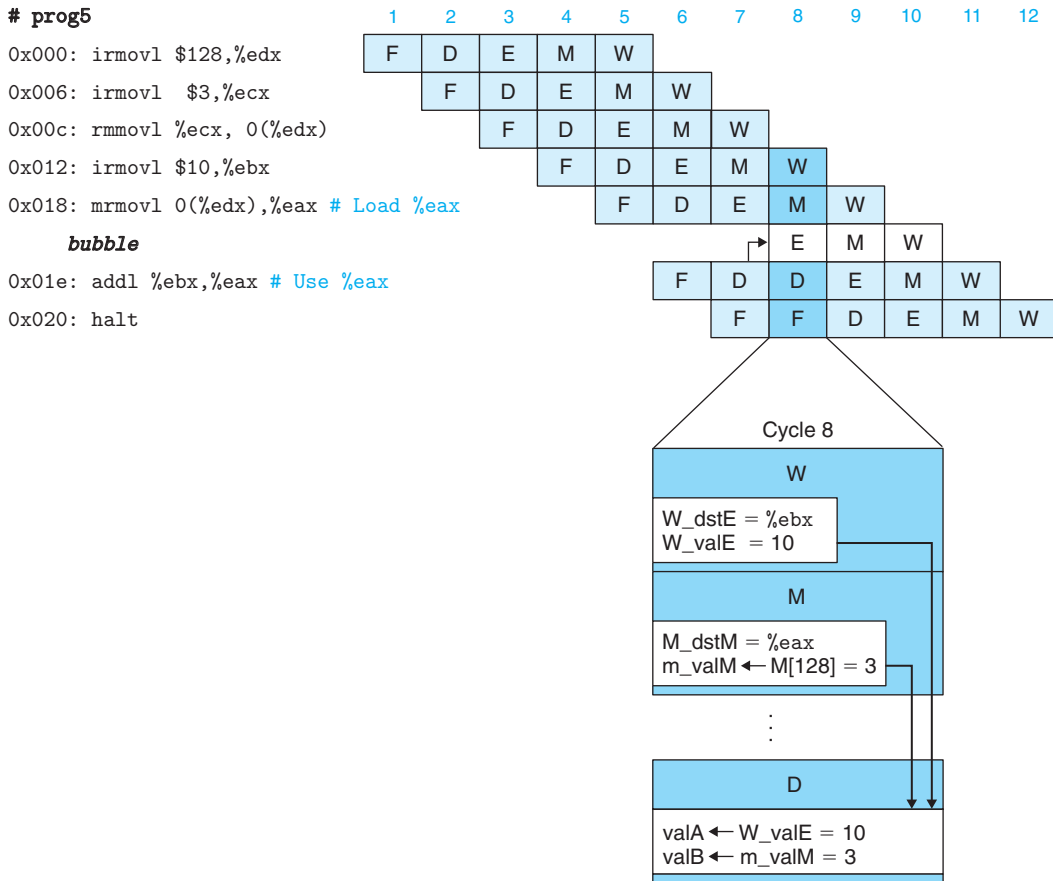 # prog5 1 2 3 4 5 6 7 8 9 10 11 12
0x000: irmovl $128,%edx F D E M W
0x006: irmovl $3,%ecx F D E M W
0x00c: rmmovl %ecx, 0(%edx) F D E M W
0x012: irmovl $10,%ebx F D E M W
0x018: mrmovl 0(%edx),%eax # Load %eax F D E M W
bubble E M W
0x01e: addl %ebx,%eax # Use %eax F D D E M W
0x020: halt F F D E M W
Cycle 8
W
W_dstE = %ebx
W_valE = 10
M
M_dstM = %eax
m_valM ← M[128] = 3
⋮
D
valA ← W_valE = 10
valB ← m_valM = 3